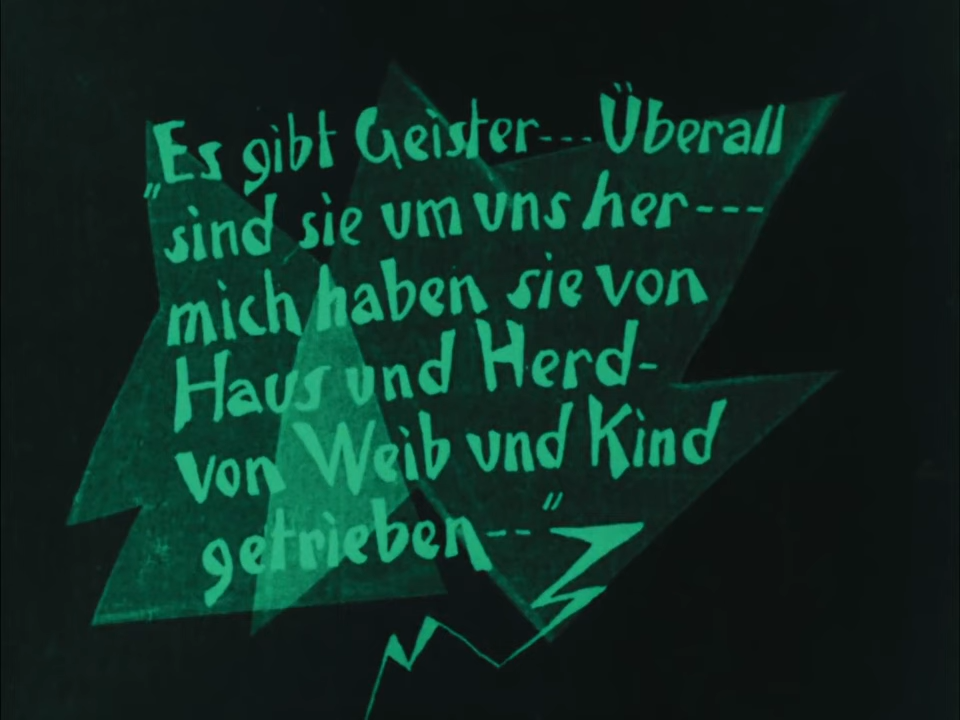 „Es gibt Geister--- Überall
sind sie um uns her---
mich haben sie von
Haus und Herd-
von Weib und Kind
getrieben--"